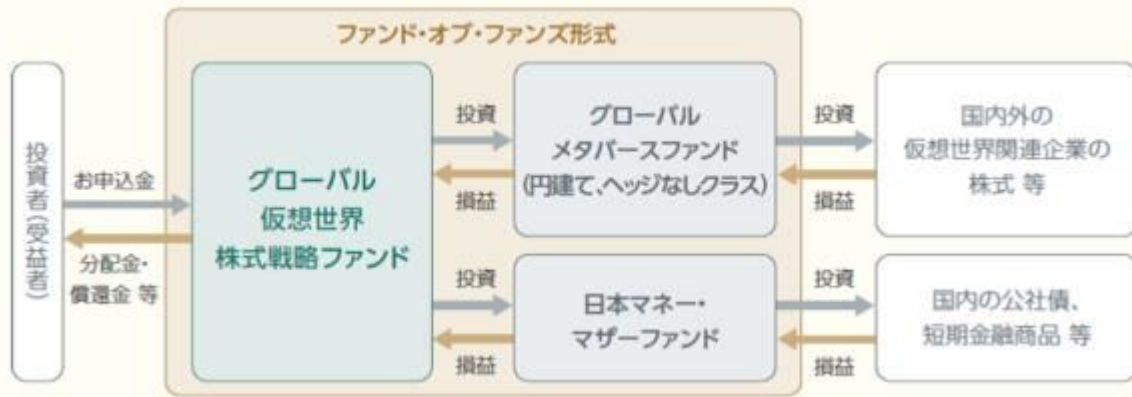 ファンド・オブ・ファンズ形式
投資者(受益者)
お申込金
分配金・
償還金 等
グローバル
仮想世界
株式戦略ファンド
投資
損益
投資
損益
グローバル
メタバースファンド
(円建て、ヘッジなしクラス)
日本マネー・
マザーファンド
投資
損益
投資
損益
国内外の
仮想世界関連企業の
株式 等
国内の公社債、
短期金融商品 等